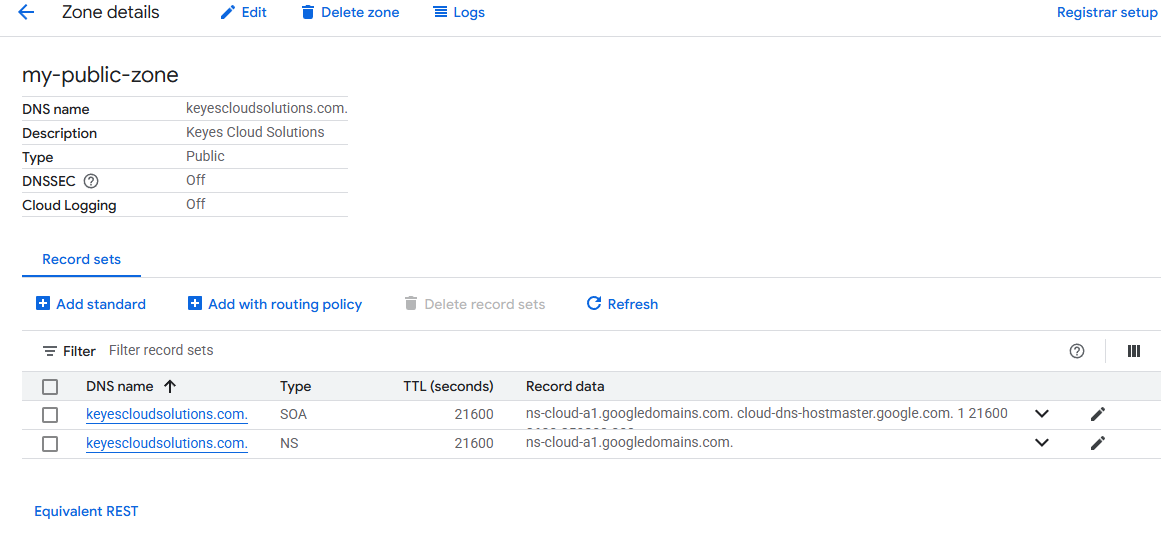 Zone details Edit Delete zone Logs Registrar setup
my-public-zone
DNS name keyescloudsolutions.com.
Description Keyes Cloud Solutions
Type Public
DNSSEC Off
Cloud Logging Off
Record sets
Add standard Add with routing policy Delete record sets Refresh
Filter Filter record sets
DNS name Type TTL (seconds) Record data
keyescloudsolutions.com. SOA 21600 ns-cloud-a1.googledomains.com. cloud-dns-hostmaster.google.com. 1 21600
keyescloudsolutions.com. NS 21600 ns-cloud-a1.googledomains.com.
Equivalent REST